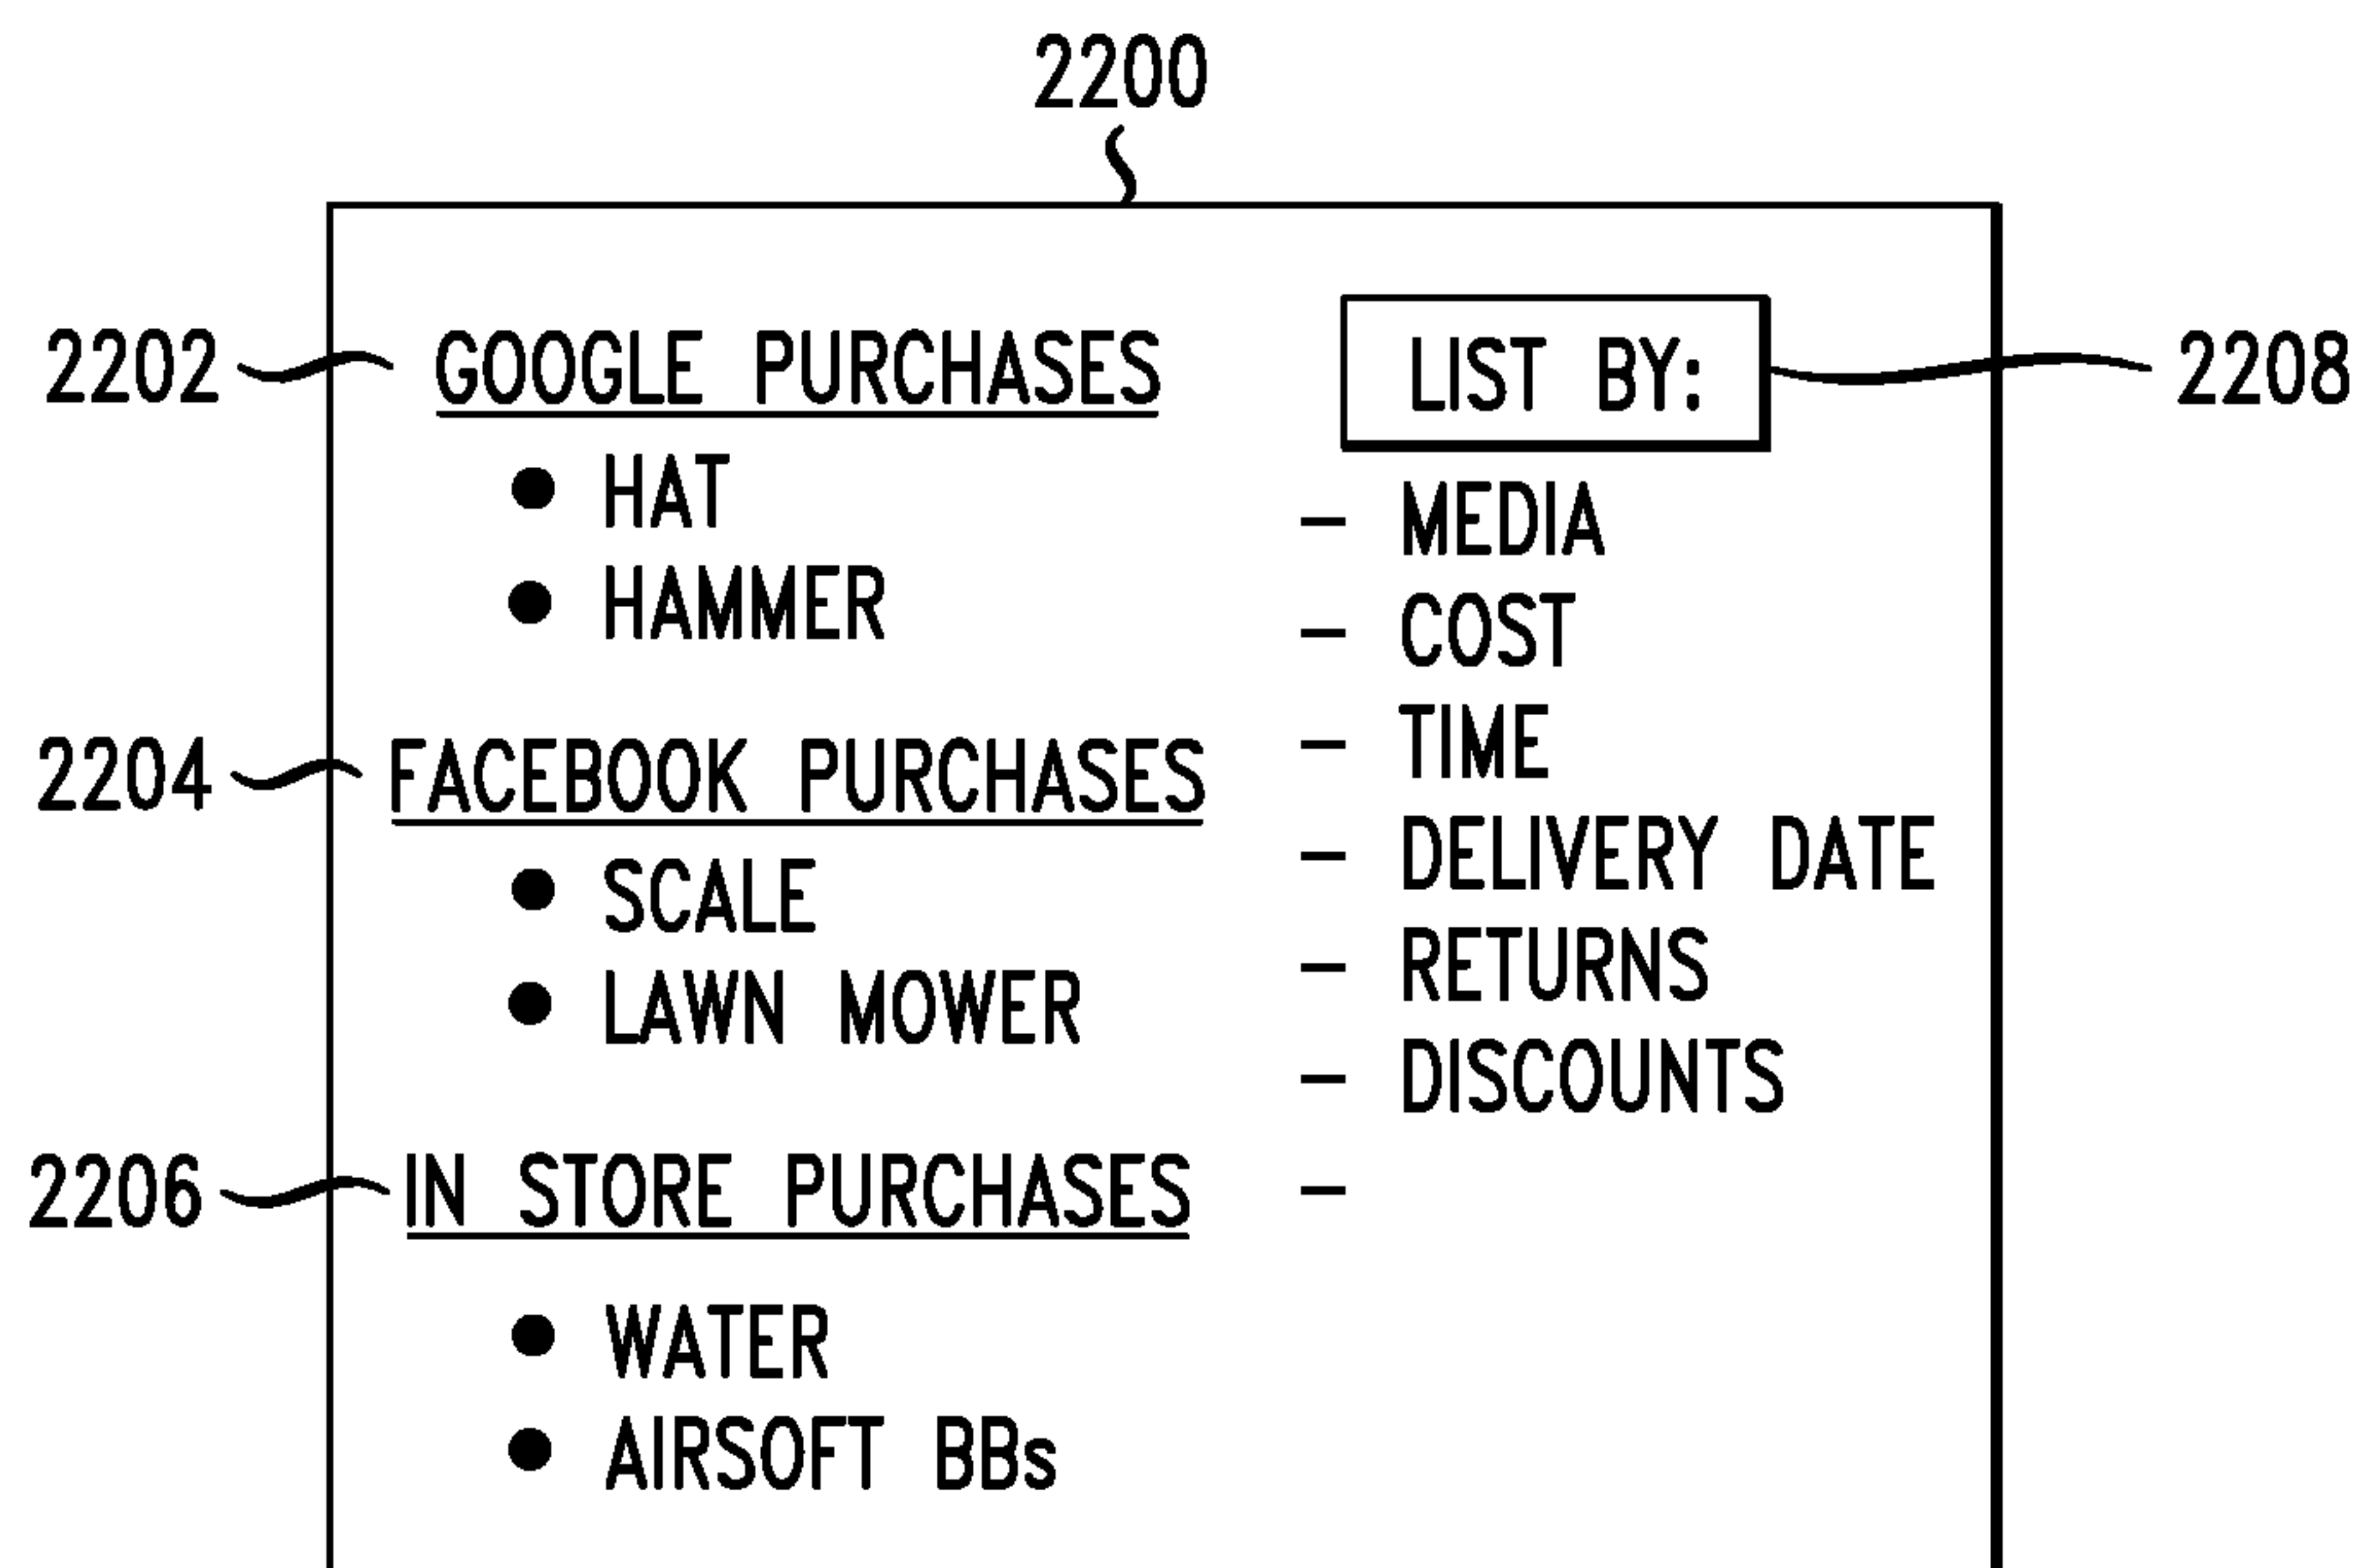 2200
2202
GOOGLE PURCHASES
● HAT
● HAMMER
2204
FACEBOOK PURCHASES
● SCALE
● LAWN MOWER
2206
IN STORE PURCHASES
● WATER
● AIRSOFT BBs
LIST BY:
2208
– MEDIA
– COST
– TIME
– DELIVERY DATE
– RETURNS
– DISCOUNTS
–